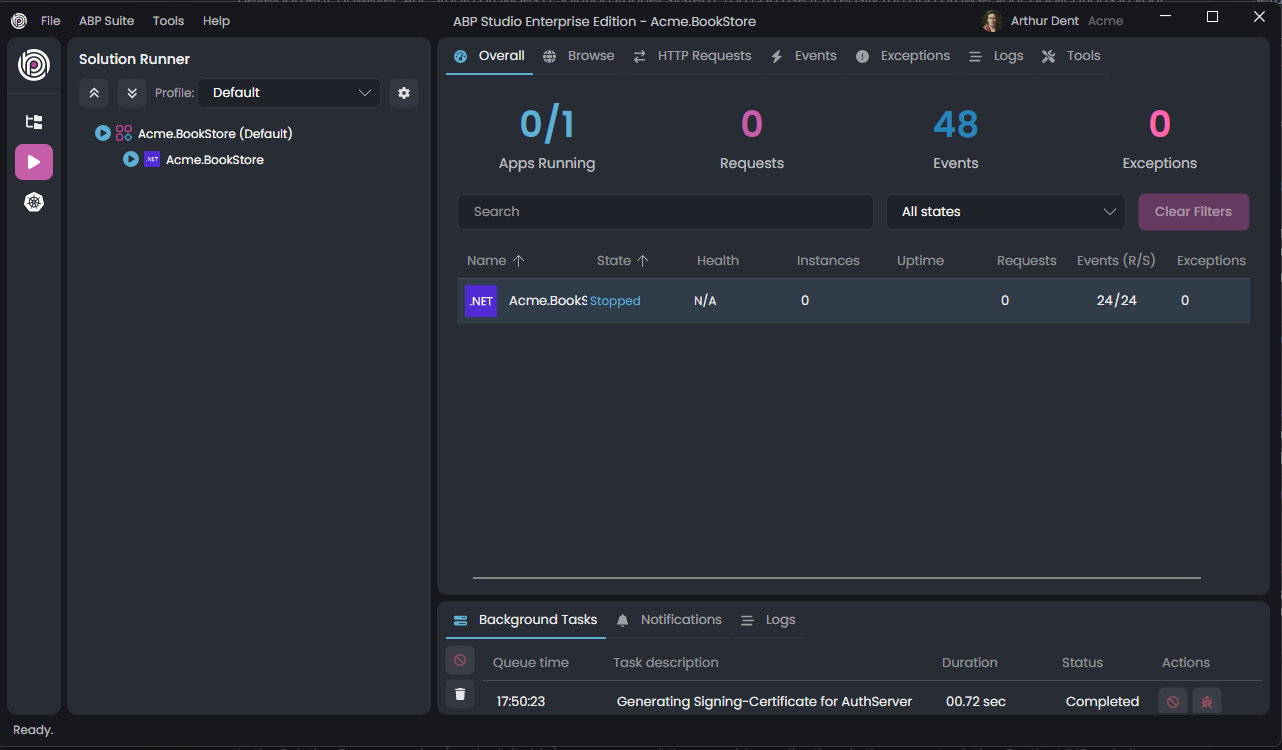 File ABP Suite Tools Help ABP Studio Enterprise Edition - Acme.BookStore Arthur Dent Acme
Solution Runner
Profile: Default
Acme.BookStore (Default)
.NET Acme.BookStore
Overall Browse HTTP Requests Events Exceptions Logs Tools
0/1 0 48 0
Apps Running Requests Events Exceptions
Search All states Clear Filters
Name State Health Instances Uptime Requests Events (R/S) Exceptions
.NET Acme.BookS Stopped N/A 0 0 24/24 0
Background Tasks Notifications Logs
Queue time Task description Duration Status Actions
17:50:23 Generating Signing-Certificate for AuthServer 00.72 sec Completed
Ready.